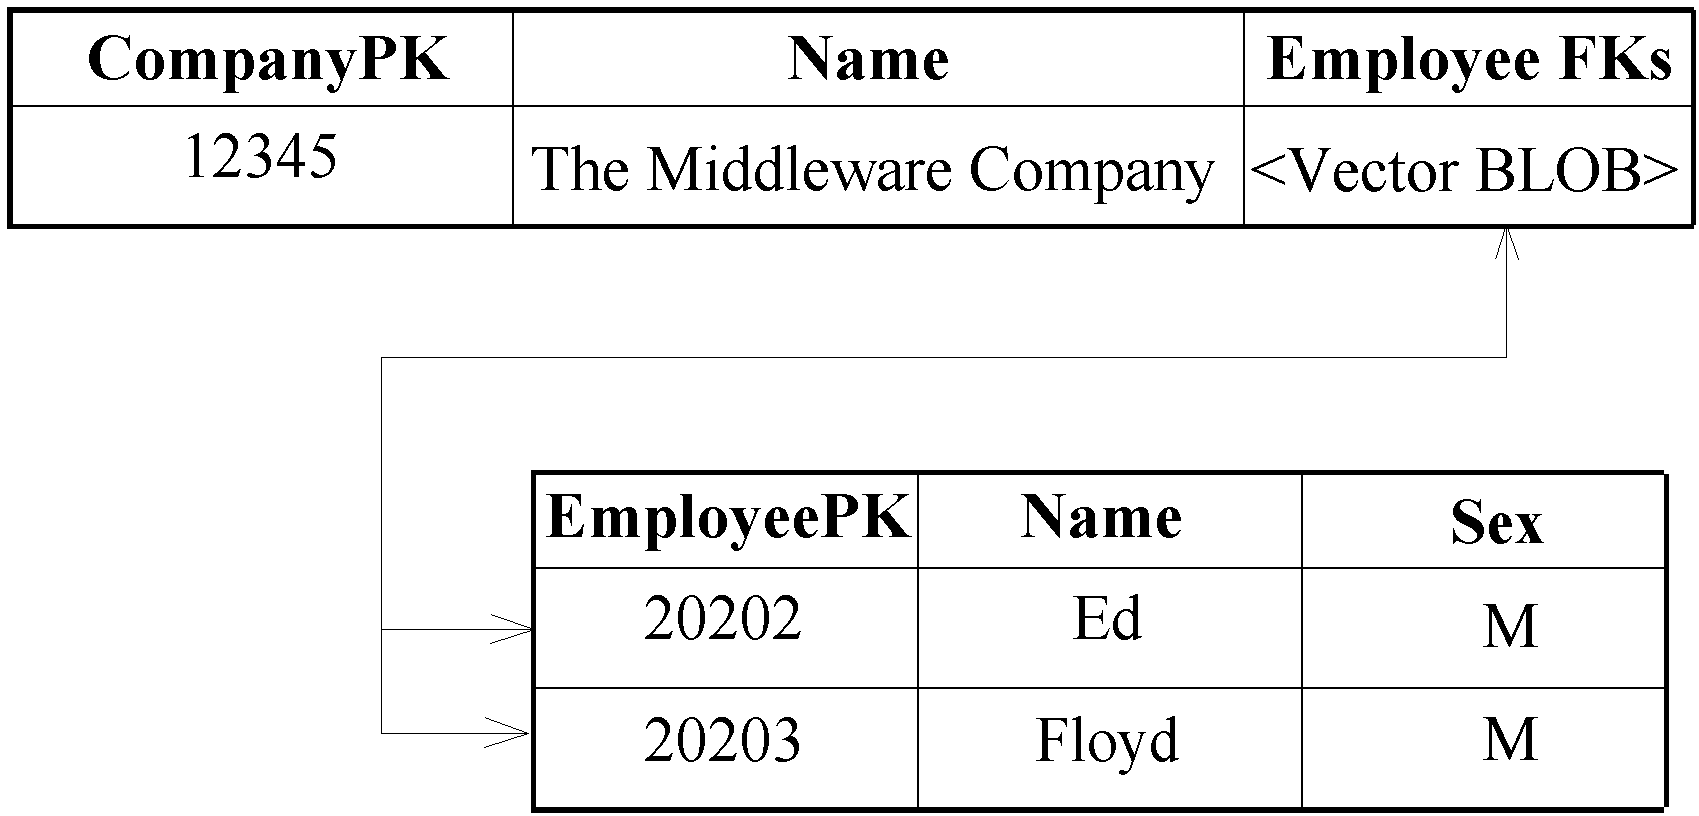 CompanyPK Name Employee FKs
12345 The Middleware Company <Vector BLOB>
EmployeePK Name Sex
20202 Ed M
20203 Floyd M